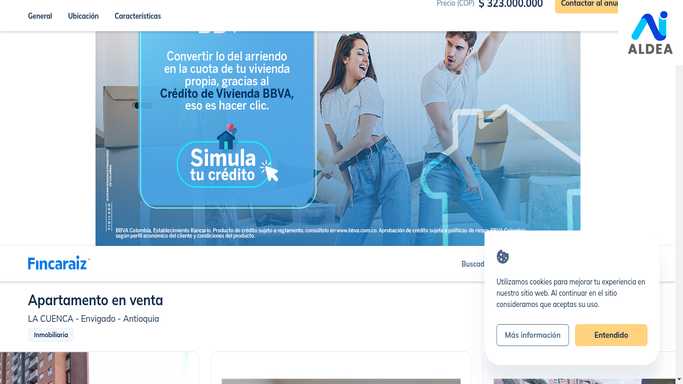 General Ubicación Características
Precio (COP) $ 323.000.000
Contactar al
ALDEA
Convertir lo del arriendo
en la cuota de tu vivienda
propia, gracias al
Crédito de Vivienda BBVA,
eso es hacer clic.
Simula
tu crédito
BBVA Colombia, Establecimiento Bancario. Producto de crédito sujeto a reglamento, consúltelo en www.bbva.com.co. Aprobación de crédito sujeta a políticas de riesgo BBVA Colombia
según perfil económico del cliente y condiciones del producto.
Fincaraiz
Apartamento en venta
LA CUENCA - Envigado - Antioquia
Inmobiliaria
Utilizamos cookies para mejorar tu experiencia en
nuestro sitio web. Al continuar en el sitio
consideramos que aceptas su uso.
Más información Entendido